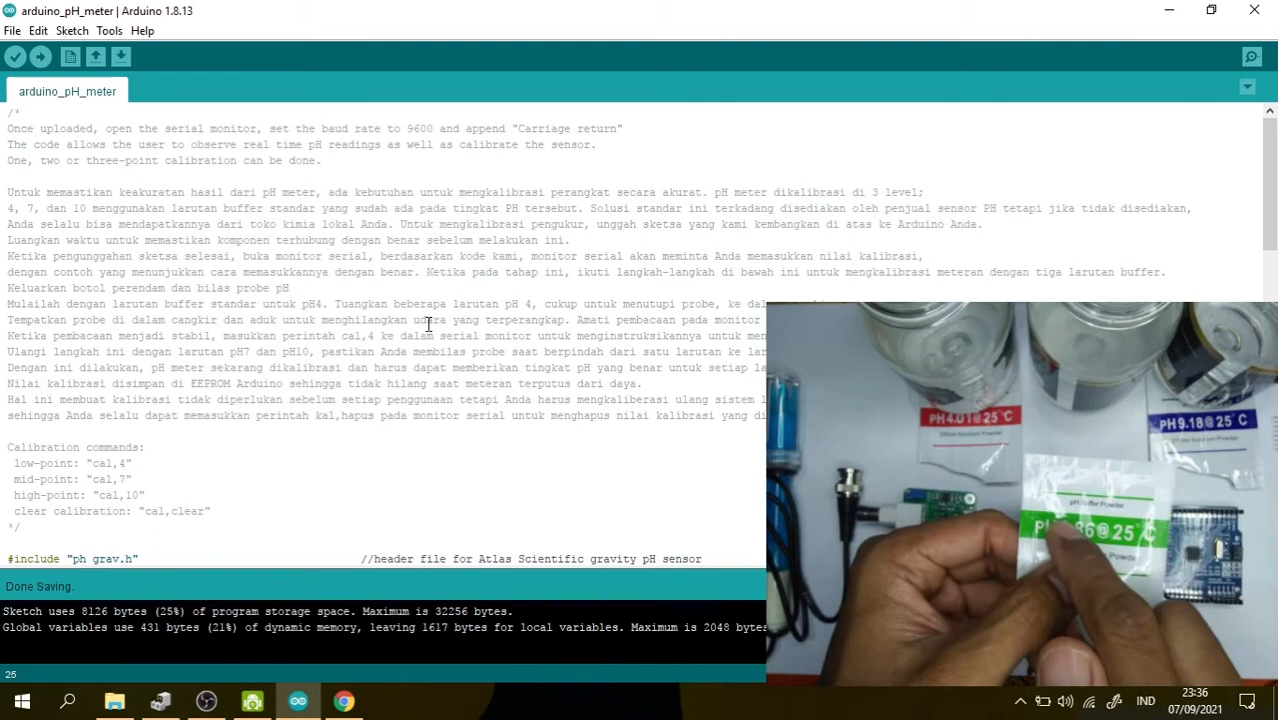 arduino_pH_meter | Arduino 1.8.13
File Edit Sketch Tools Help
arduino_pH_meter
/*
Once uploaded, open the serial monitor, set the baud rate to 9600 and append "Carriage return"
The code allows the user to observe real time pH readings as well as calibrate the sensor.
One, two or three-point calibration can be done.
Untuk memastikan keakuratan hasil dari pH meter, ada kebutuhan untuk mengkalibrasi perangkat secara akurat. pH meter dikalibrasi di 3 level;
4, 7, dan 10 menggunakan larutan buffer standar yang sudah ada pada tingkat PH tersebut. Solusi standar ini terkadang disediakan oleh penjual sensor PH tetapi jika tidak disediakan,
Anda selalu bisa mendapatkannya dari toko kimia lokal Anda. Untuk mengkalibrasi pengukur, unggah sketsa yang kami kembangkan di atas ke Arduino Anda.
Luangkan waktu untuk memastikan komponen terhubung dengan benar sebelum melakukan ini.
Ketika pengunggahan sketsa selesai, buka monitor serial, berdasarkan kode kami, monitor serial akan meminta Anda memasukkan nilai kalibrasi,
dengan contoh yang menunjukkan cara memasukkannya dengan benar. Ketika pada tahap ini, ikuti langkah-langkah di bawah ini untuk mengkalibrasi meteran dengan tiga larutan buffer.
Keluarkan botol perendam dan bilas probe pH
Mulailah dengan larutan buffer standar untuk pH4. Tuangkan beberapa larutan pH 4, cukup untuk menutupi probe, ke dal
Tempatkan probe di dalam cangkir dan aduk untuk menghilangkan udara yang terperangkap. Amati pembacaan pada monitor
Ketika pembacaan menjadi stabil, masukkan perintah cal,4 ke dalam serial monitor untuk menginstruksikannya untuk men
Ulangi langkah ini dengan larutan pH7 dan pH10, pastikan Anda membilas probe saat berpindah dari satu larutan ke lar
Dengan ini dilakukan, pH meter sekarang dikalibrasi dan harus dapat memberikan tingkat pH yang benar untuk setiap la
Nilai kalibrasi disimpan di EEPROM Arduino sehingga tidak hilang saat meteran terputus dari daya.
Hal ini membuat kalibrasi tidak diperlukan sebelum setiap penggunaan tetapi Anda harus mengkaliberasi ulang sistem l
sehingga Anda selalu dapat memasukkan perintah kal,hapus pada monitor serial untuk menghapus nilai kalibrasi yang di
Calibration commands:
low-point: "cal,4"
mid-point: "cal,7"
high-point: "cal,10"
clear calibration: "cal,clear"
*/
#include "ph_grav.h" //header file for Atlas Scientific gravity pH sensor
PH4.01@25°C
PH9.18@25°C
pH Buffer Powder
86@25°C
Done Saving.
Sketch uses 8126 bytes (25%) of program storage space. Maximum is 32256 bytes.
Global variables use 431 bytes (21%) of dynamic memory, leaving 1617 bytes for local variables. Maximum is 2048 bytes
25
IND
23:36
07/09/2021